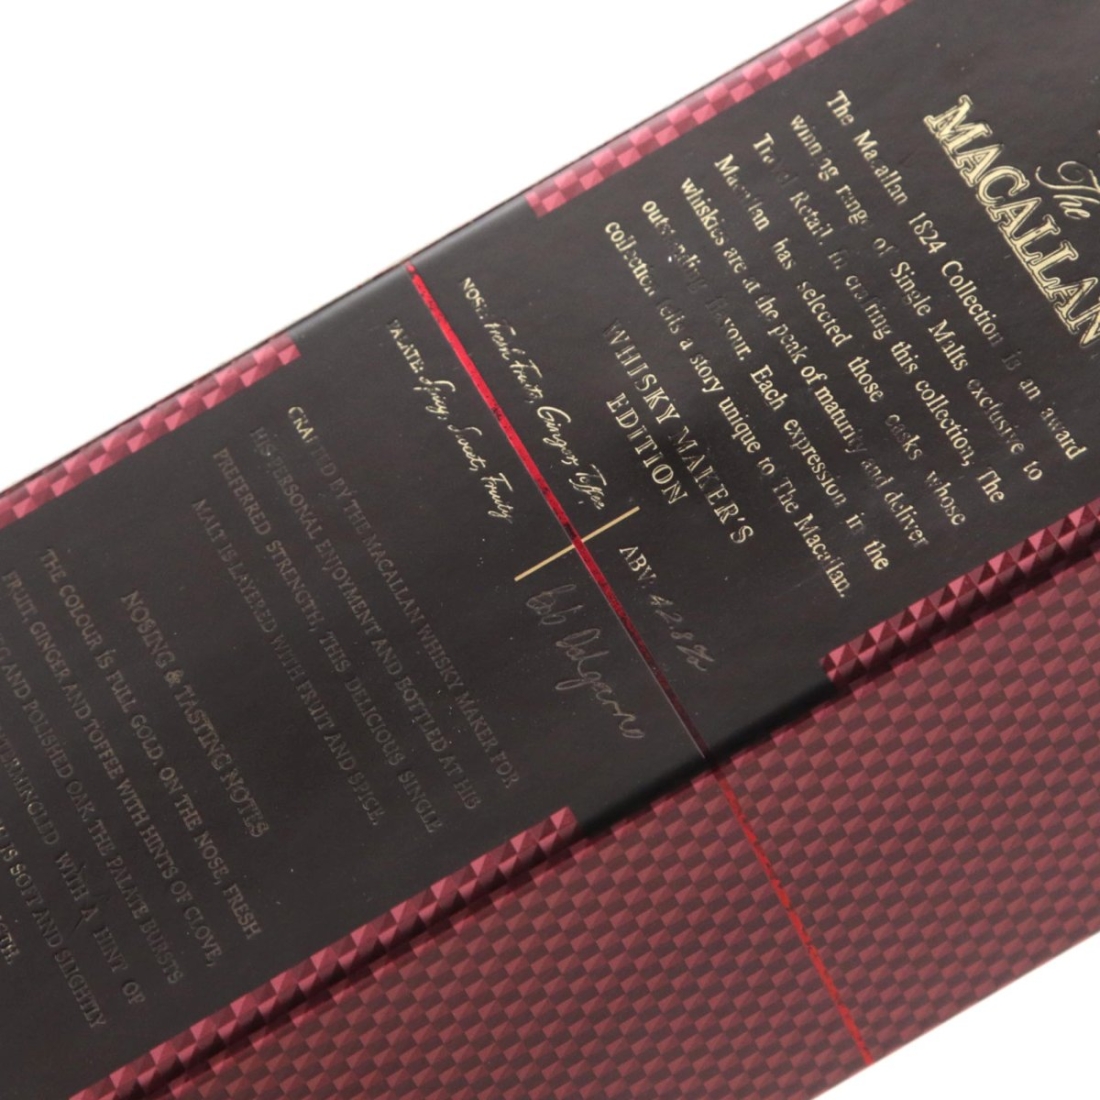 The
MACALLAN
The Macallan 1824 Collection is an award
winning range of Single Malts exclusive to
Travel Retail. In crafting this collection, The
Macallan has selected those casks whose
whiskies are at the peak of maturity and deliver
outstanding flavour. Each expression in the
collection tells a story unique to The Macallan.
WHISKY MAKER'S
EDITION
ABV. 42.8%
NOSE: Fresh Fruits, Ginger, Toffee
PALATE: Spicy, Sweet, Fruity
Bob Dalgarno
CRAFTED BY THE MACALLAN WHISKY MAKER FOR
HIS PERSONAL ENJOYMENT AND BOTTLED AT HIS
PREFERRED STRENGTH, THIS DELICIOUS SINGLE
MALT IS LAYERED WITH FRUIT AND SPICE.
NOSING & TASTING NOTES
THE COLOUR IS FULL GOLD. ON THE NOSE, FRESH
FRUIT, GINGER AND TOFFEE WITH HINTS OF CLOVE,
AND POLISHED OAK. THE PALATE BURSTS
MINGLED WITH A HINT OF
IS SOFT AND SLIGHTLY